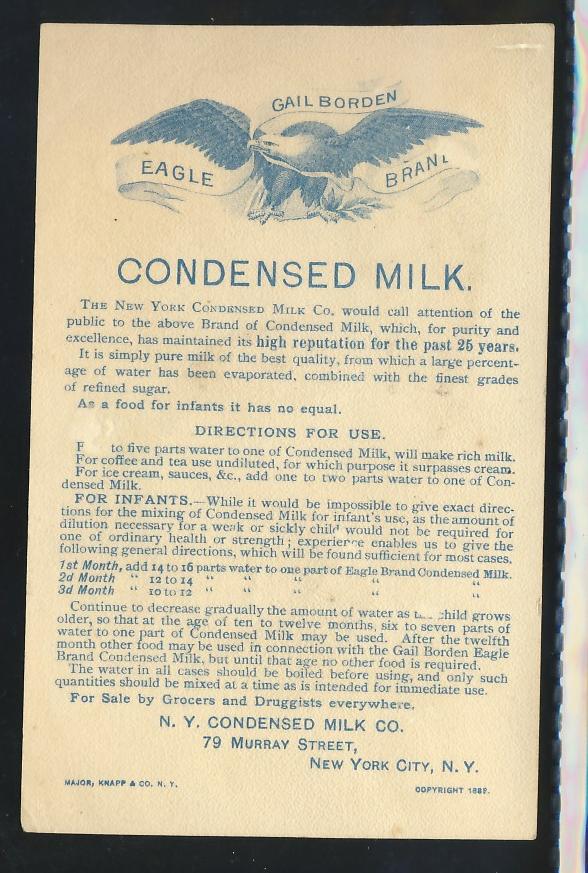 GAIL BORDEN
EAGLE
BRAN
CONDENSED MILK.
THE NEW YORK CONDENSED MILK CO. would call attention of the
public to the above Brand of Condensed Milk, which, for purity and
excellence, has maintained its high reputation for the past 25 years.
It is simply pure milk of the best quality, from which a large percent-
age of water has been evaporated, combined with the finest grades
of refined sugar.
As a food for infants it has no equal.
DIRECTIONS FOR USE.
F to five parts water to one of Condensed Milk, will make rich milk.
For coffee and tea use undiluted, for which purpose it surpasses cream.
For ice cream, sauces, &c., add one to two parts water to one of Con-
densed Milk.
FOR INFANTS.—While it would be impossible to give exact direc-
tions for the mixing of Condensed Milk for infant's use, as the amount of
dilution necessary for a weak or sickly child would not be required for
one of ordinary health or strength; experience enables us to give the
following general directions, which will be found sufficient for most cases.
1st Month, add 14 to 16 parts water to one part of Eagle Brand Condensed Milk.
2d Month " 12 to 14 " " " " "
3d Month " 10 to 12 " " " " "
Continue to decrease gradually the amount of water as child grows
older, so that at the age of ten to twelve months, six to seven parts of
water to one part of Condensed Milk may be used. After the twelfth
month other food may be used in connection with the Gail Borden Eagle
Brand Condensed Milk, but until that age no other food is required.
The water in all cases should be boiled before using, and only such
quantities should be mixed at a time as is intended for immediate use.
For Sale by Grocers and Druggists everywhere.
N. Y. CONDENSED MILK CO.
79 MURRAY STREET,
NEW YORK CITY, N. Y.
MAJOR, KNAPP & CO. N. Y.
COPYRIGHT